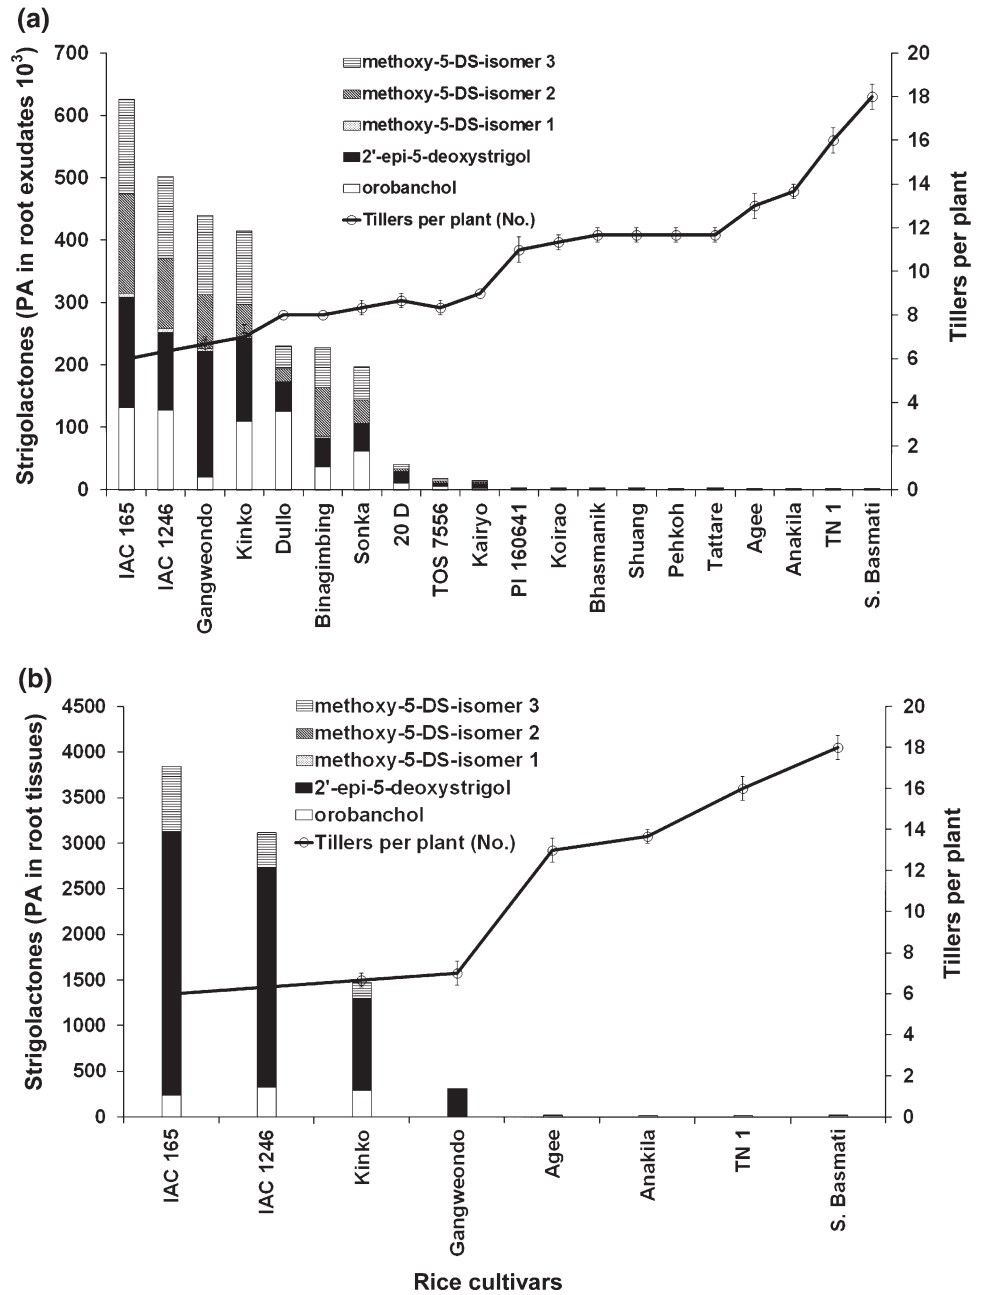 (a)
Strigolactones (PA in root exudates 10³)
700
600
500
400
300
200
100
0
methoxy-5-DS-isomer 3
methoxy-5-DS-isomer 2
methoxy-5-DS-isomer 1
2'-epi-5-deoxystrigol
orobanchol
Tillers per plant (No.)
20
18
16
14
12
10
8
6
4
2
0
Tillers per plant
IAC 165
IAC 1246
Gangweondo
Kinko
Dullo
Binagimbing
Sonka
20 D
TOS 7556
Kairyo
PI 160641
Koirao
Bhasmanik
Shuang
Pehkoh
Tattare
Agee
Anakila
TN 1
S. Basmati
(b)
Strigolactones (PA in root tissues)
4500
4000
3500
3000
2500
2000
1500
1000
500
0
methoxy-5-DS-isomer 3
methoxy-5-DS-isomer 2
methoxy-5-DS-isomer 1
2'-epi-5-deoxystrigol
orobanchol
Tillers per plant (No.)
20
18
16
14
12
10
8
6
4
2
0
Tillers per plant
IAC 165
IAC 1246
Kinko
Gangweondo
Agee
Anakila
TN 1
S. Basmati
Rice cultivars